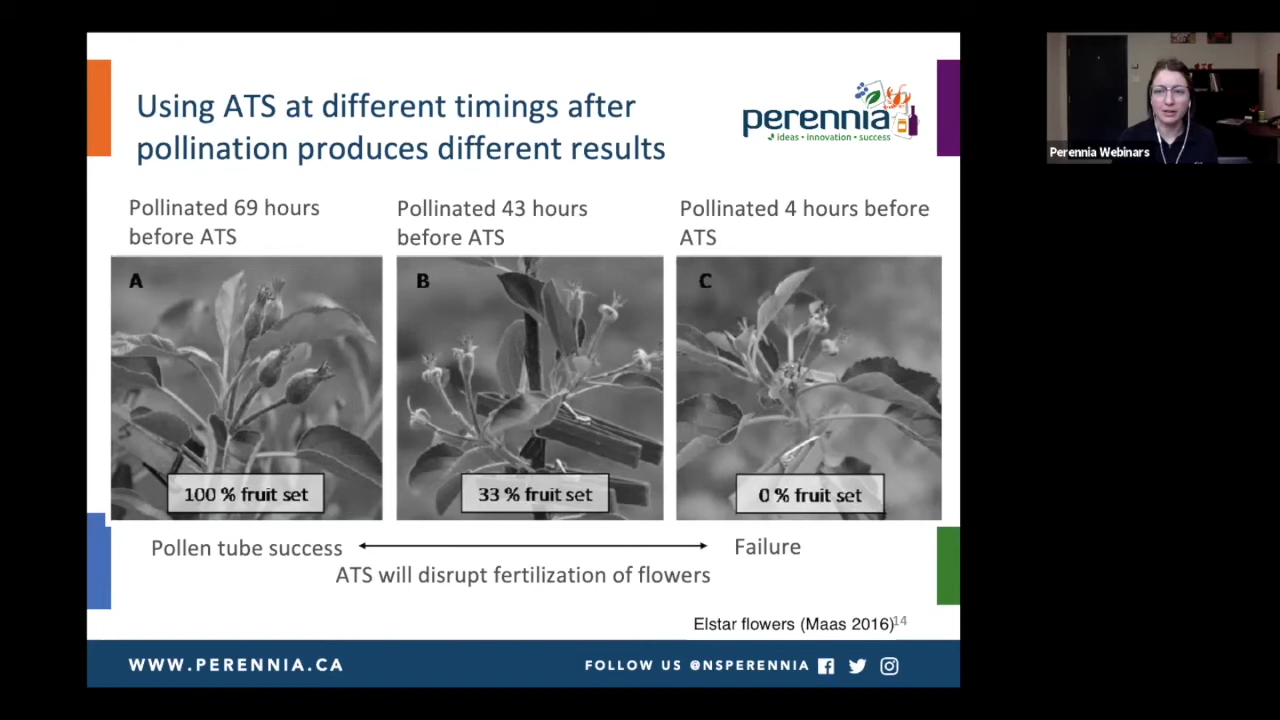 Using ATS at different timings after
pollination produces different results
perennia
ideas • innovation • success
Perennia Webinars
Pollinated 69 hours
before ATS
Pollinated 43 hours
before ATS
Pollinated 4 hours before
ATS
A
B
C
100 % fruit set
33 % fruit set
0 % fruit set
Pollen tube success
Failure
ATS will disrupt fertilization of flowers
Elstar flowers (Maas 2016)
14
WWW.PERENNIA.CA
FOLLOW US @NSPERENNIA